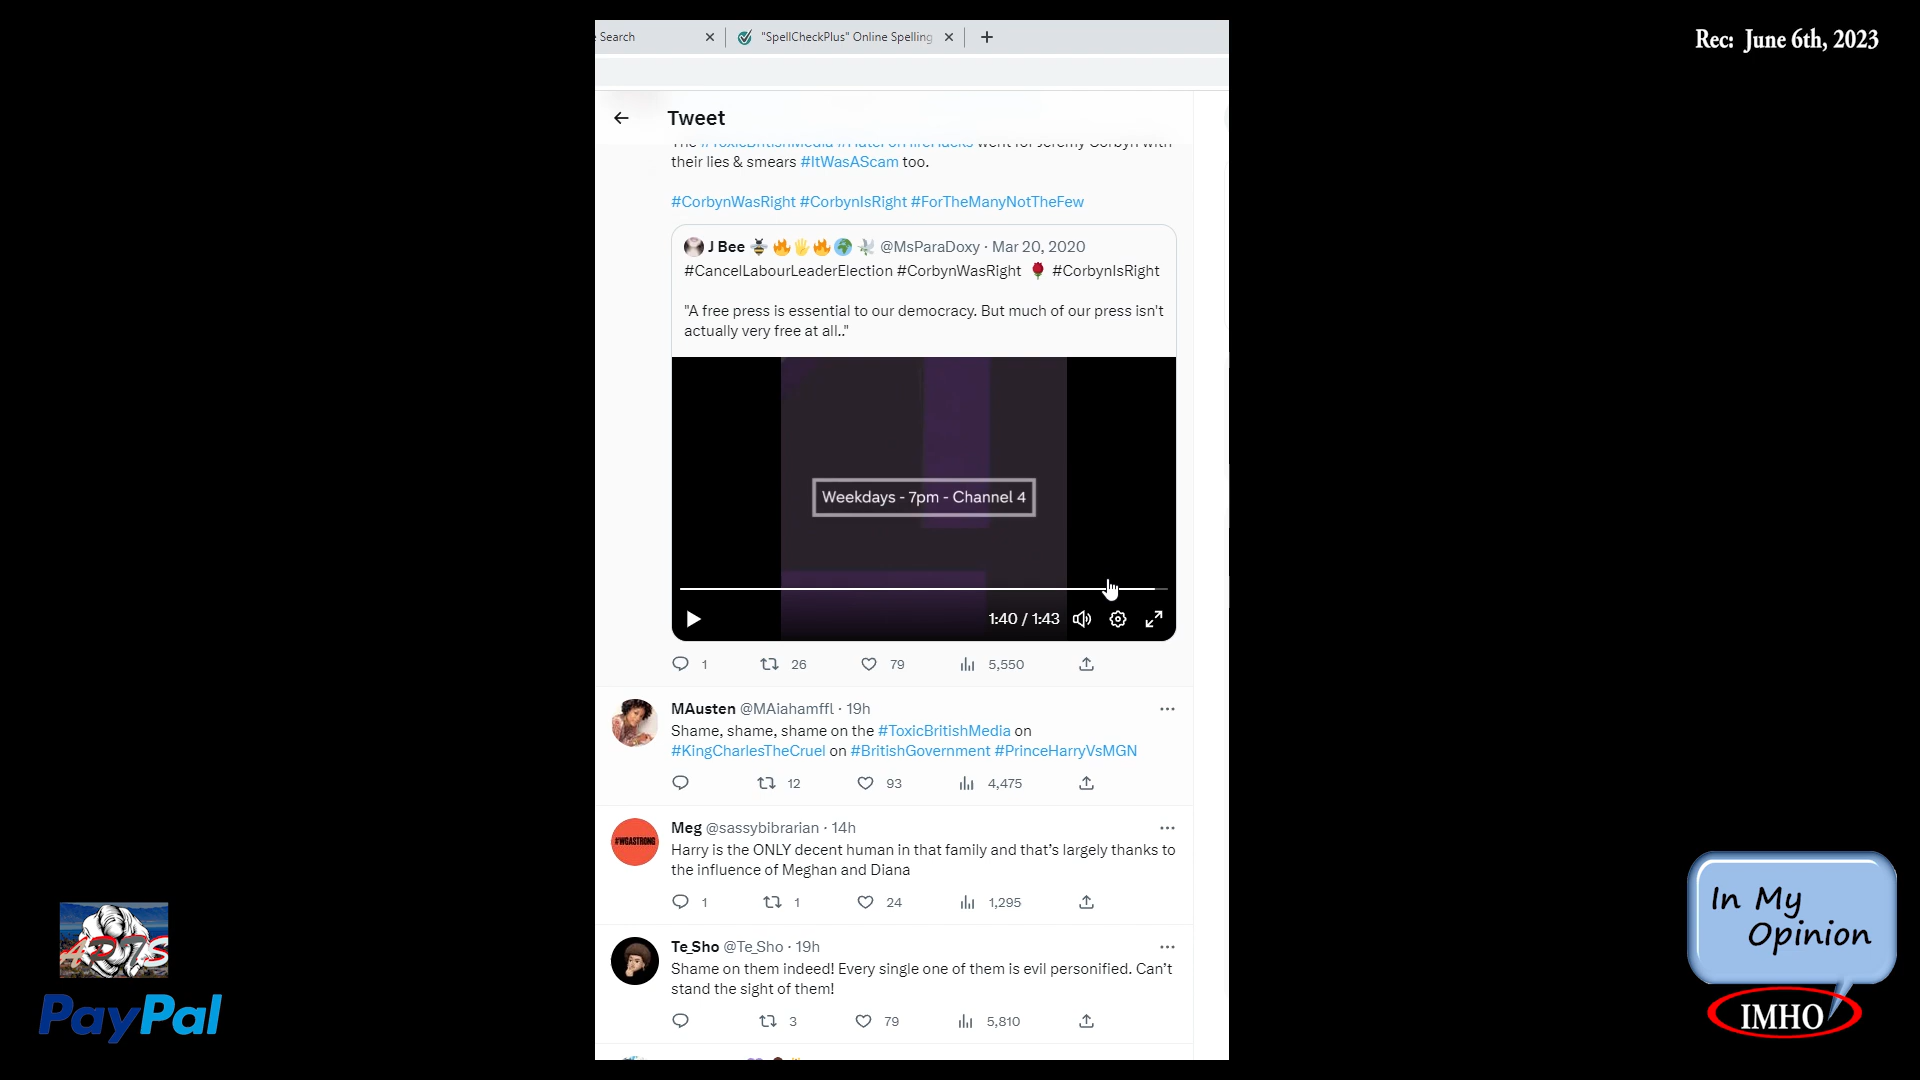 Search
"SpellCheckPlus" Online Spelling
Rec: June 6th, 2023
Tweet
The #ToxicBritishMedia #HateForHireHacks went for Jeremy Corbyn with
their lies & smears #ItWasAScam too.
#CorbynWasRight #CorbynIsRight #ForTheManyNotTheFew
J Bee @MsParaDoxy · Mar 20, 2020
#CancelLabourLeaderElection #CorbynWasRight #CorbynIsRight
"A free press is essential to our democracy. But much of our press isn't
actually very free at all.."
Weekdays - 7pm - Channel 4
1:40 / 1:43
1 26 79 5,550
MAusten @MAiahamffl · 19h
Shame, shame, shame on the #ToxicBritishMedia on
#KingCharlesTheCruel on #BritishGovernment #PrinceHarryVsMGN
12 93 4,475
#WGASTRONG
Meg @sassybibrarian · 14h
Harry is the ONLY decent human in that family and that's largely thanks to
the influence of Meghan and Diana
1 1 24 1,295
Te_Sho @Te_Sho · 19h
Shame on them indeed! Every single one of them is evil personified. Can't
stand the sight of them!
3 79 5,810
PayPal
In My
Opinion
IMHO